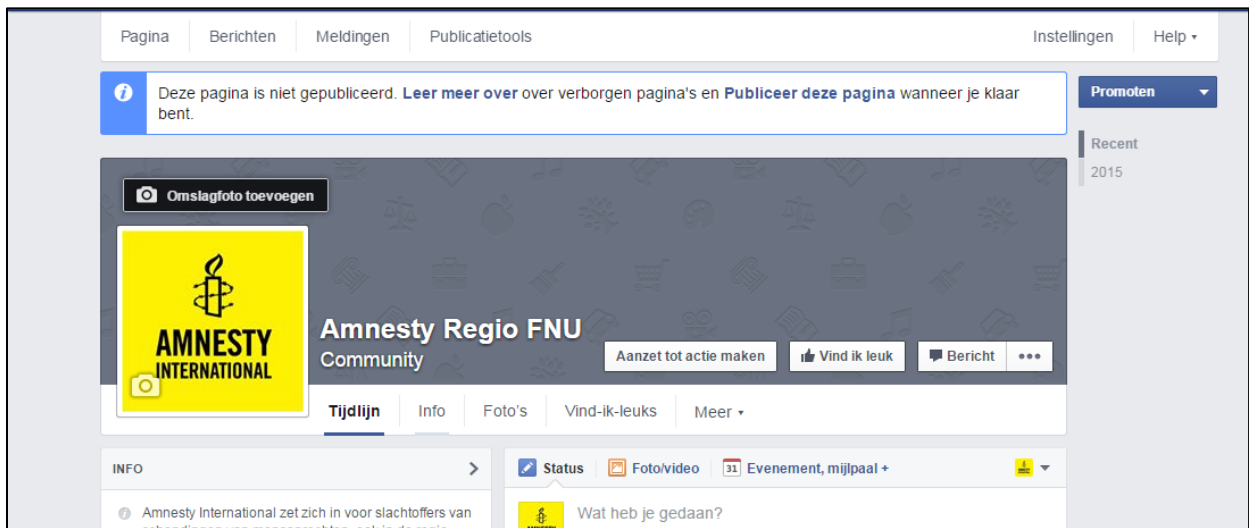 Pagina Berichten Meldingen Publicatietools Instellingen Help
Deze pagina is niet gepubliceerd. Leer meer over over verborgen pagina's en Publiceer deze pagina wanneer je klaar
bent.
Promoten
Recent
2015
Omslagfoto toevoegen
AMNESTY
INTERNATIONAL
Amnesty Regio FNU
Community
Aanzet tot actie maken Vind ik leuk Bericht
Tijdlijn Info Foto's Vind-ik-leuks Meer
INFO
Status Foto/video 31 Evenement, mijlpaal +
Amnesty International zet zich in voor slachtoffers van
Wat heb je gedaan?